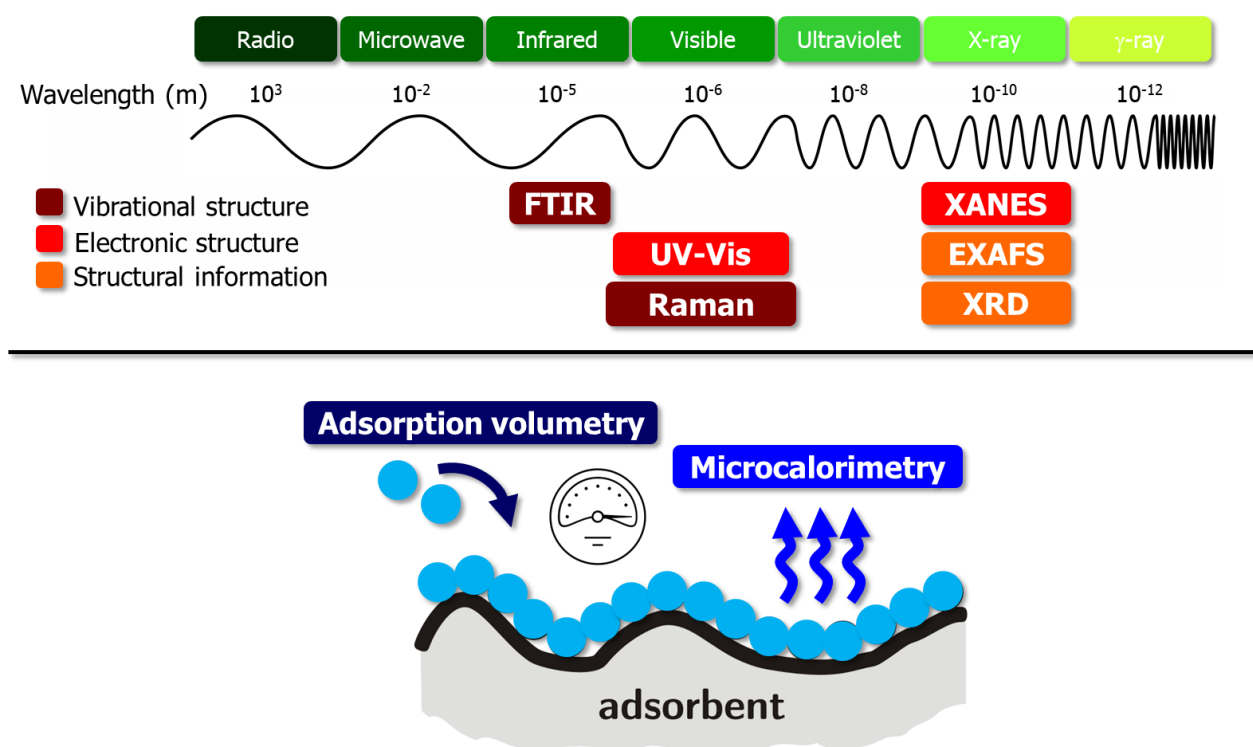 Radio Microwave Infrared Visible Ultraviolet X-ray γ-ray
Wavelength (m) 10³ 10⁻² 10⁻⁵ 10⁻⁶ 10⁻⁸ 10⁻¹⁰ 10⁻¹²
Vibrational structure FTIR XANES
Electronic structure UV-Vis EXAFS
Structural information Raman XRD
Adsorption volumetry
Microcalorimetry
adsorbent